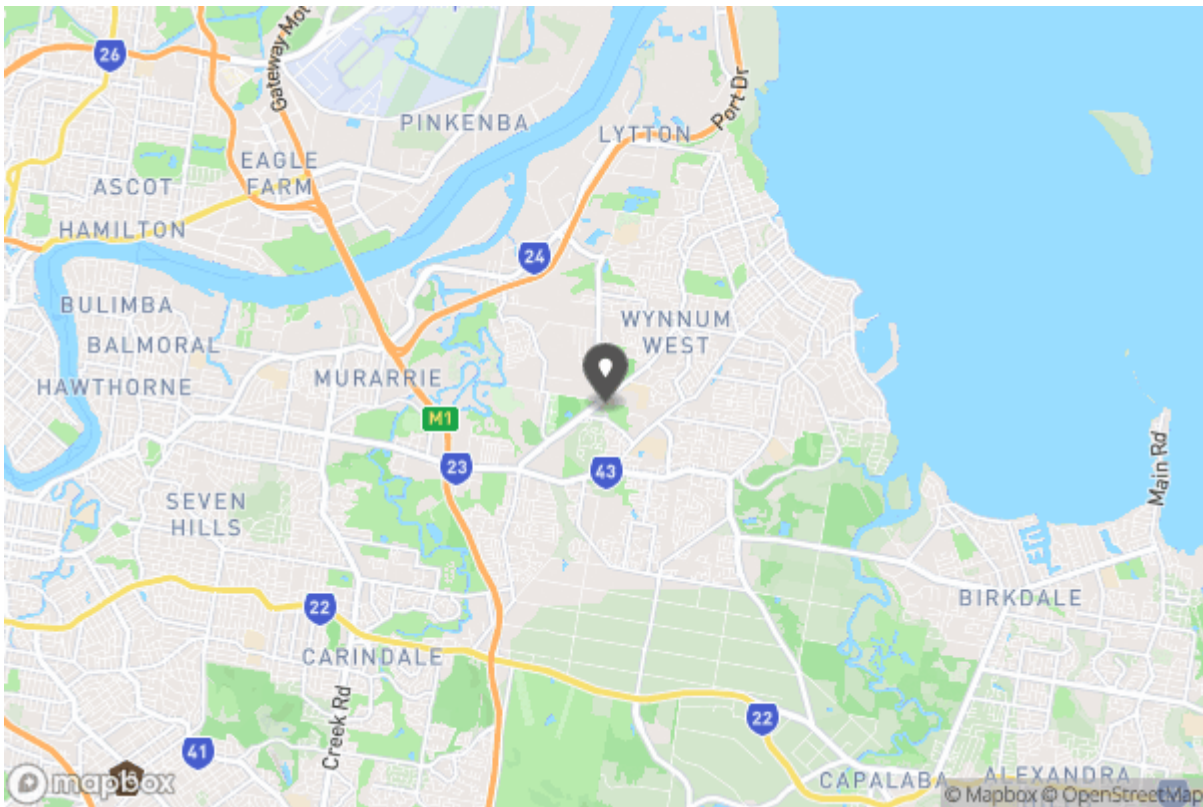 26
Gateway Mot
PINKENBA
LYTTON
Port Dr
EAGLE
FARM
ASCOT
HAMILTON
24
BULIMBA
BALMORAL
HAWTHORNE
WYNNUM
WEST
MURARRIE
M1
23
43
Main Rd
SEVEN
HILLS
22
BIRKDALE
CARINDALE
Creek Rd
22
41
CAPALABA
ALEXANDRA
mapbox
© Mapbox © OpenStreetMap